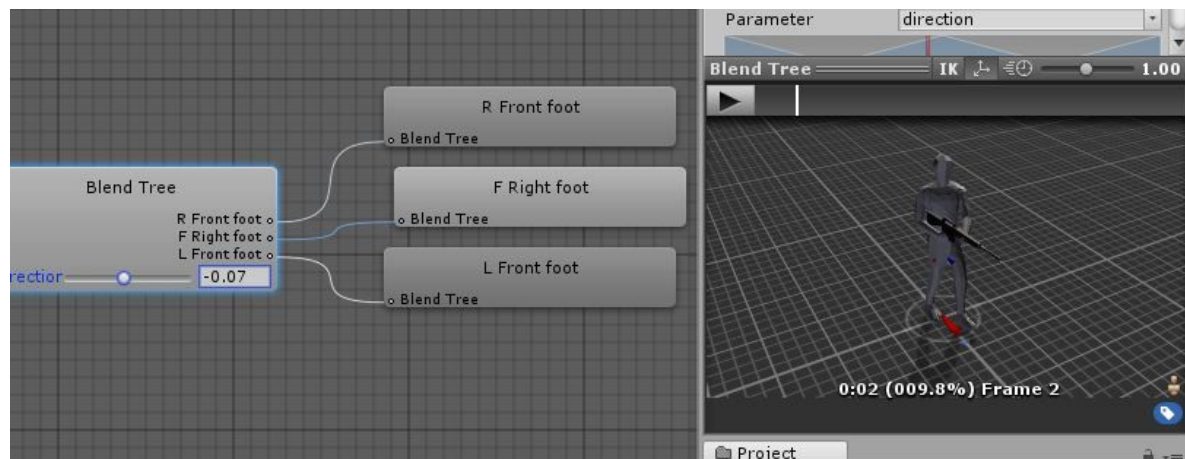 Parameter direction
Blend Tree IK 1.00
R Front foot
Blend Tree
Blend Tree
R Front foot
F Right foot
L Front foot
rection -0.07
F Right foot
Blend Tree
L Front foot
Blend Tree
0:02 (009.8%) Frame 2
Project